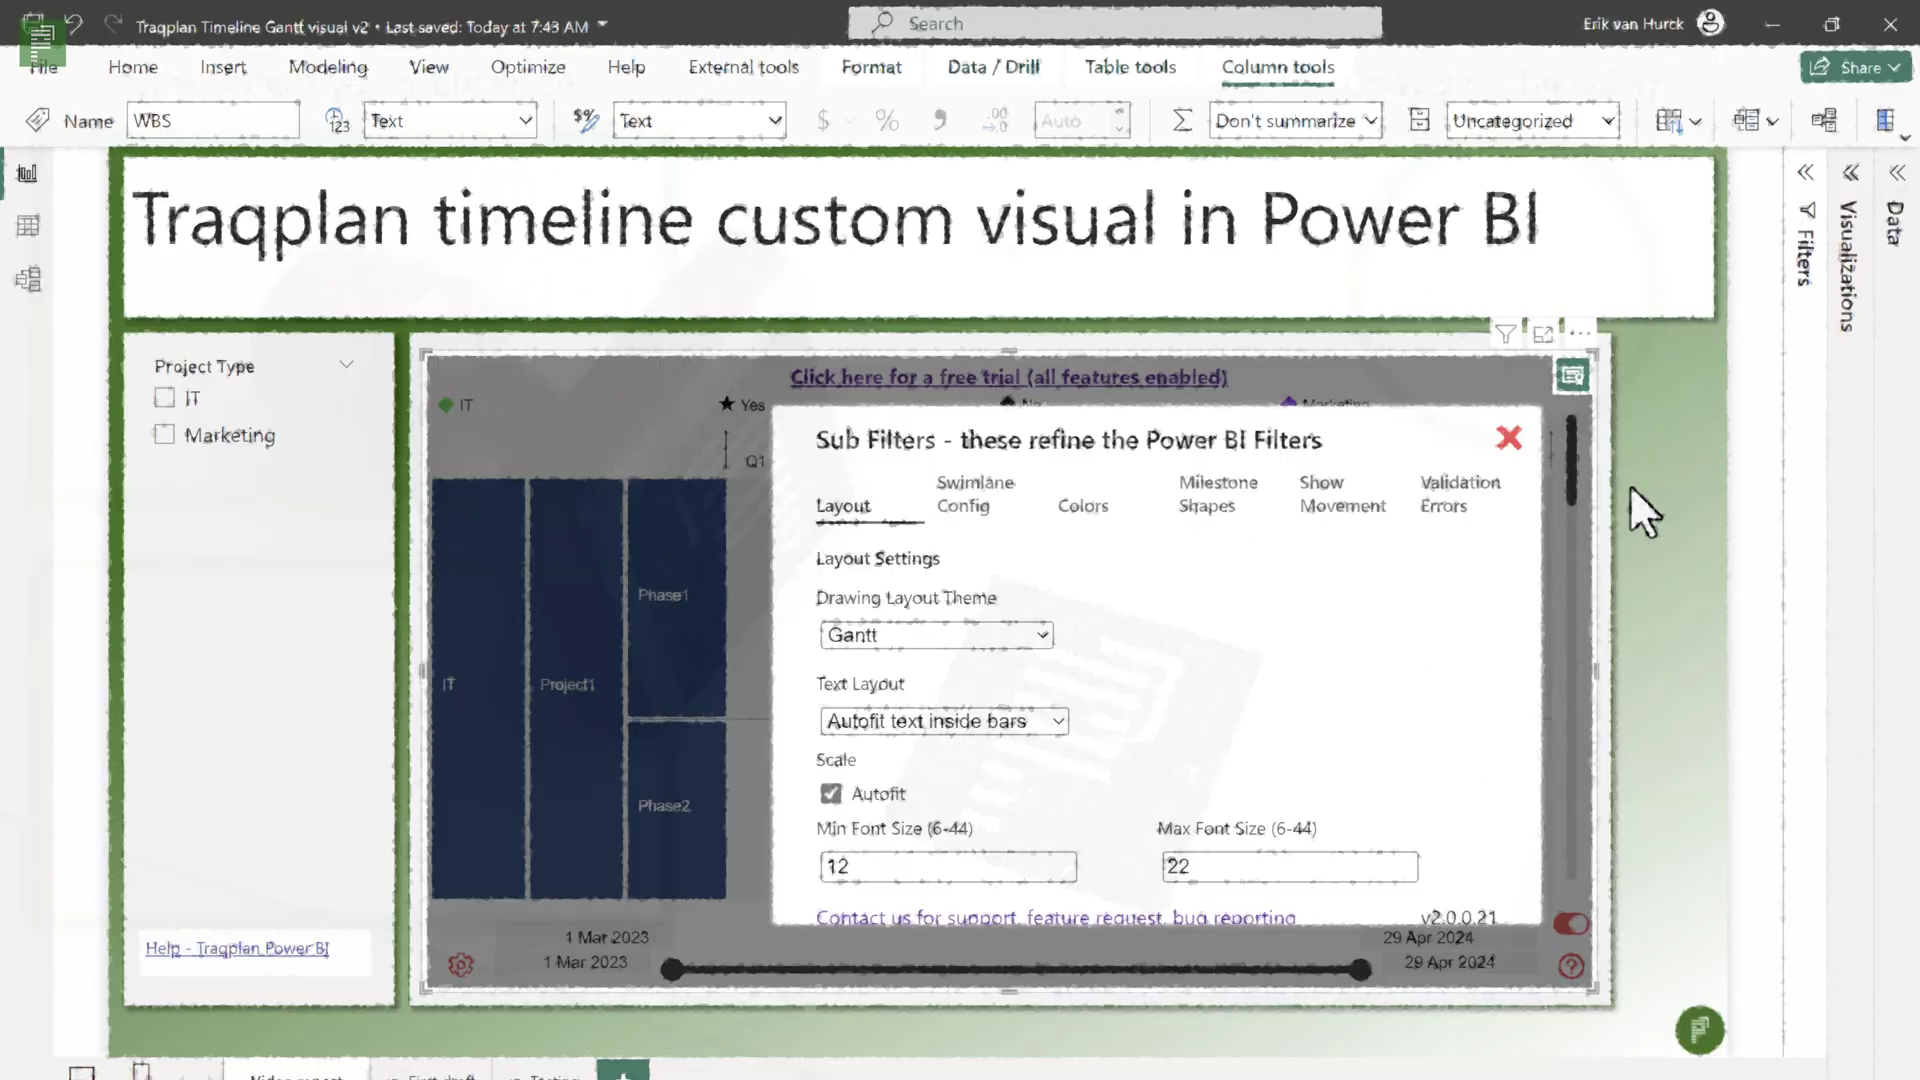 Traqplan Timeline Gantt visual v2 • Last saved: Today at 7:43 AM
Search
Erik van Hurck
File Home Insert Modeling View Optimize Help External tools Format Data / Drill Table tools Column tools
Share
Name WBS
Text
Text
$ % Auto
Don't summarize
Uncategorized
Traqplan timeline custom visual in Power BI
Filters
Visualizations
Data
Project Type
IT
Marketing
Help - Traqplan Power BI
Click here for a free trial (all features enabled)
IT Yes No Marketing
Q1
IT
Project1
Phase1
Phase2
Sub Filters - these refine the Power BI Filters
Layout
Swimlane
Config
Colors
Milestone
Shapes
Show
Movement
Validation
Errors
Layout Settings
Drawing Layout Theme
Gantt
Text Layout
Autofit text inside bars
Scale
Autofit
Min Font Size (6-44) Max Font Size (6-44)
12 22
Contact us for support, feature request, bug reporting v2.0.0.21
1 Mar 2023 29 Apr 2024
1 Mar 2023 29 Apr 2024
Video report First draft Testing